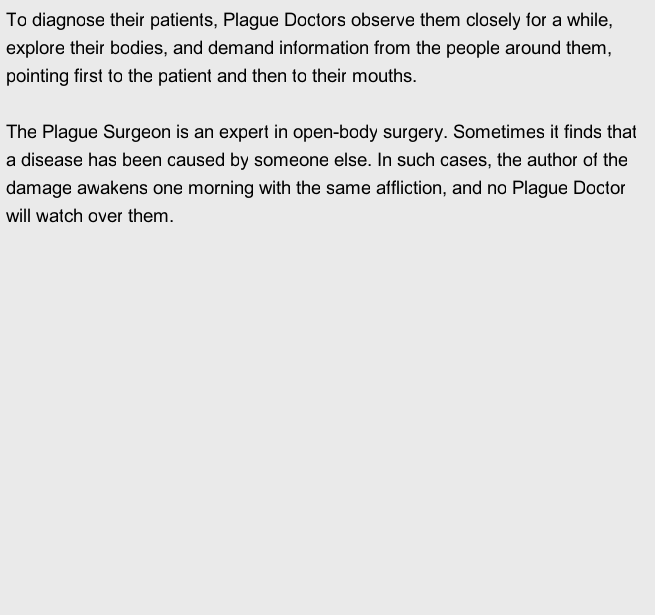 To diagnose their patients, Plague Doctors observe them closely for a while,
explore their bodies, and demand information from the people around them,
pointing first to the patient and then to their mouths.
The Plague Surgeon is an expert in open-body surgery. Sometimes it finds that
a disease has been caused by someone else. In such cases, the author of the
damage awakens one morning with the same affliction, and no Plague Doctor
will watch over them.